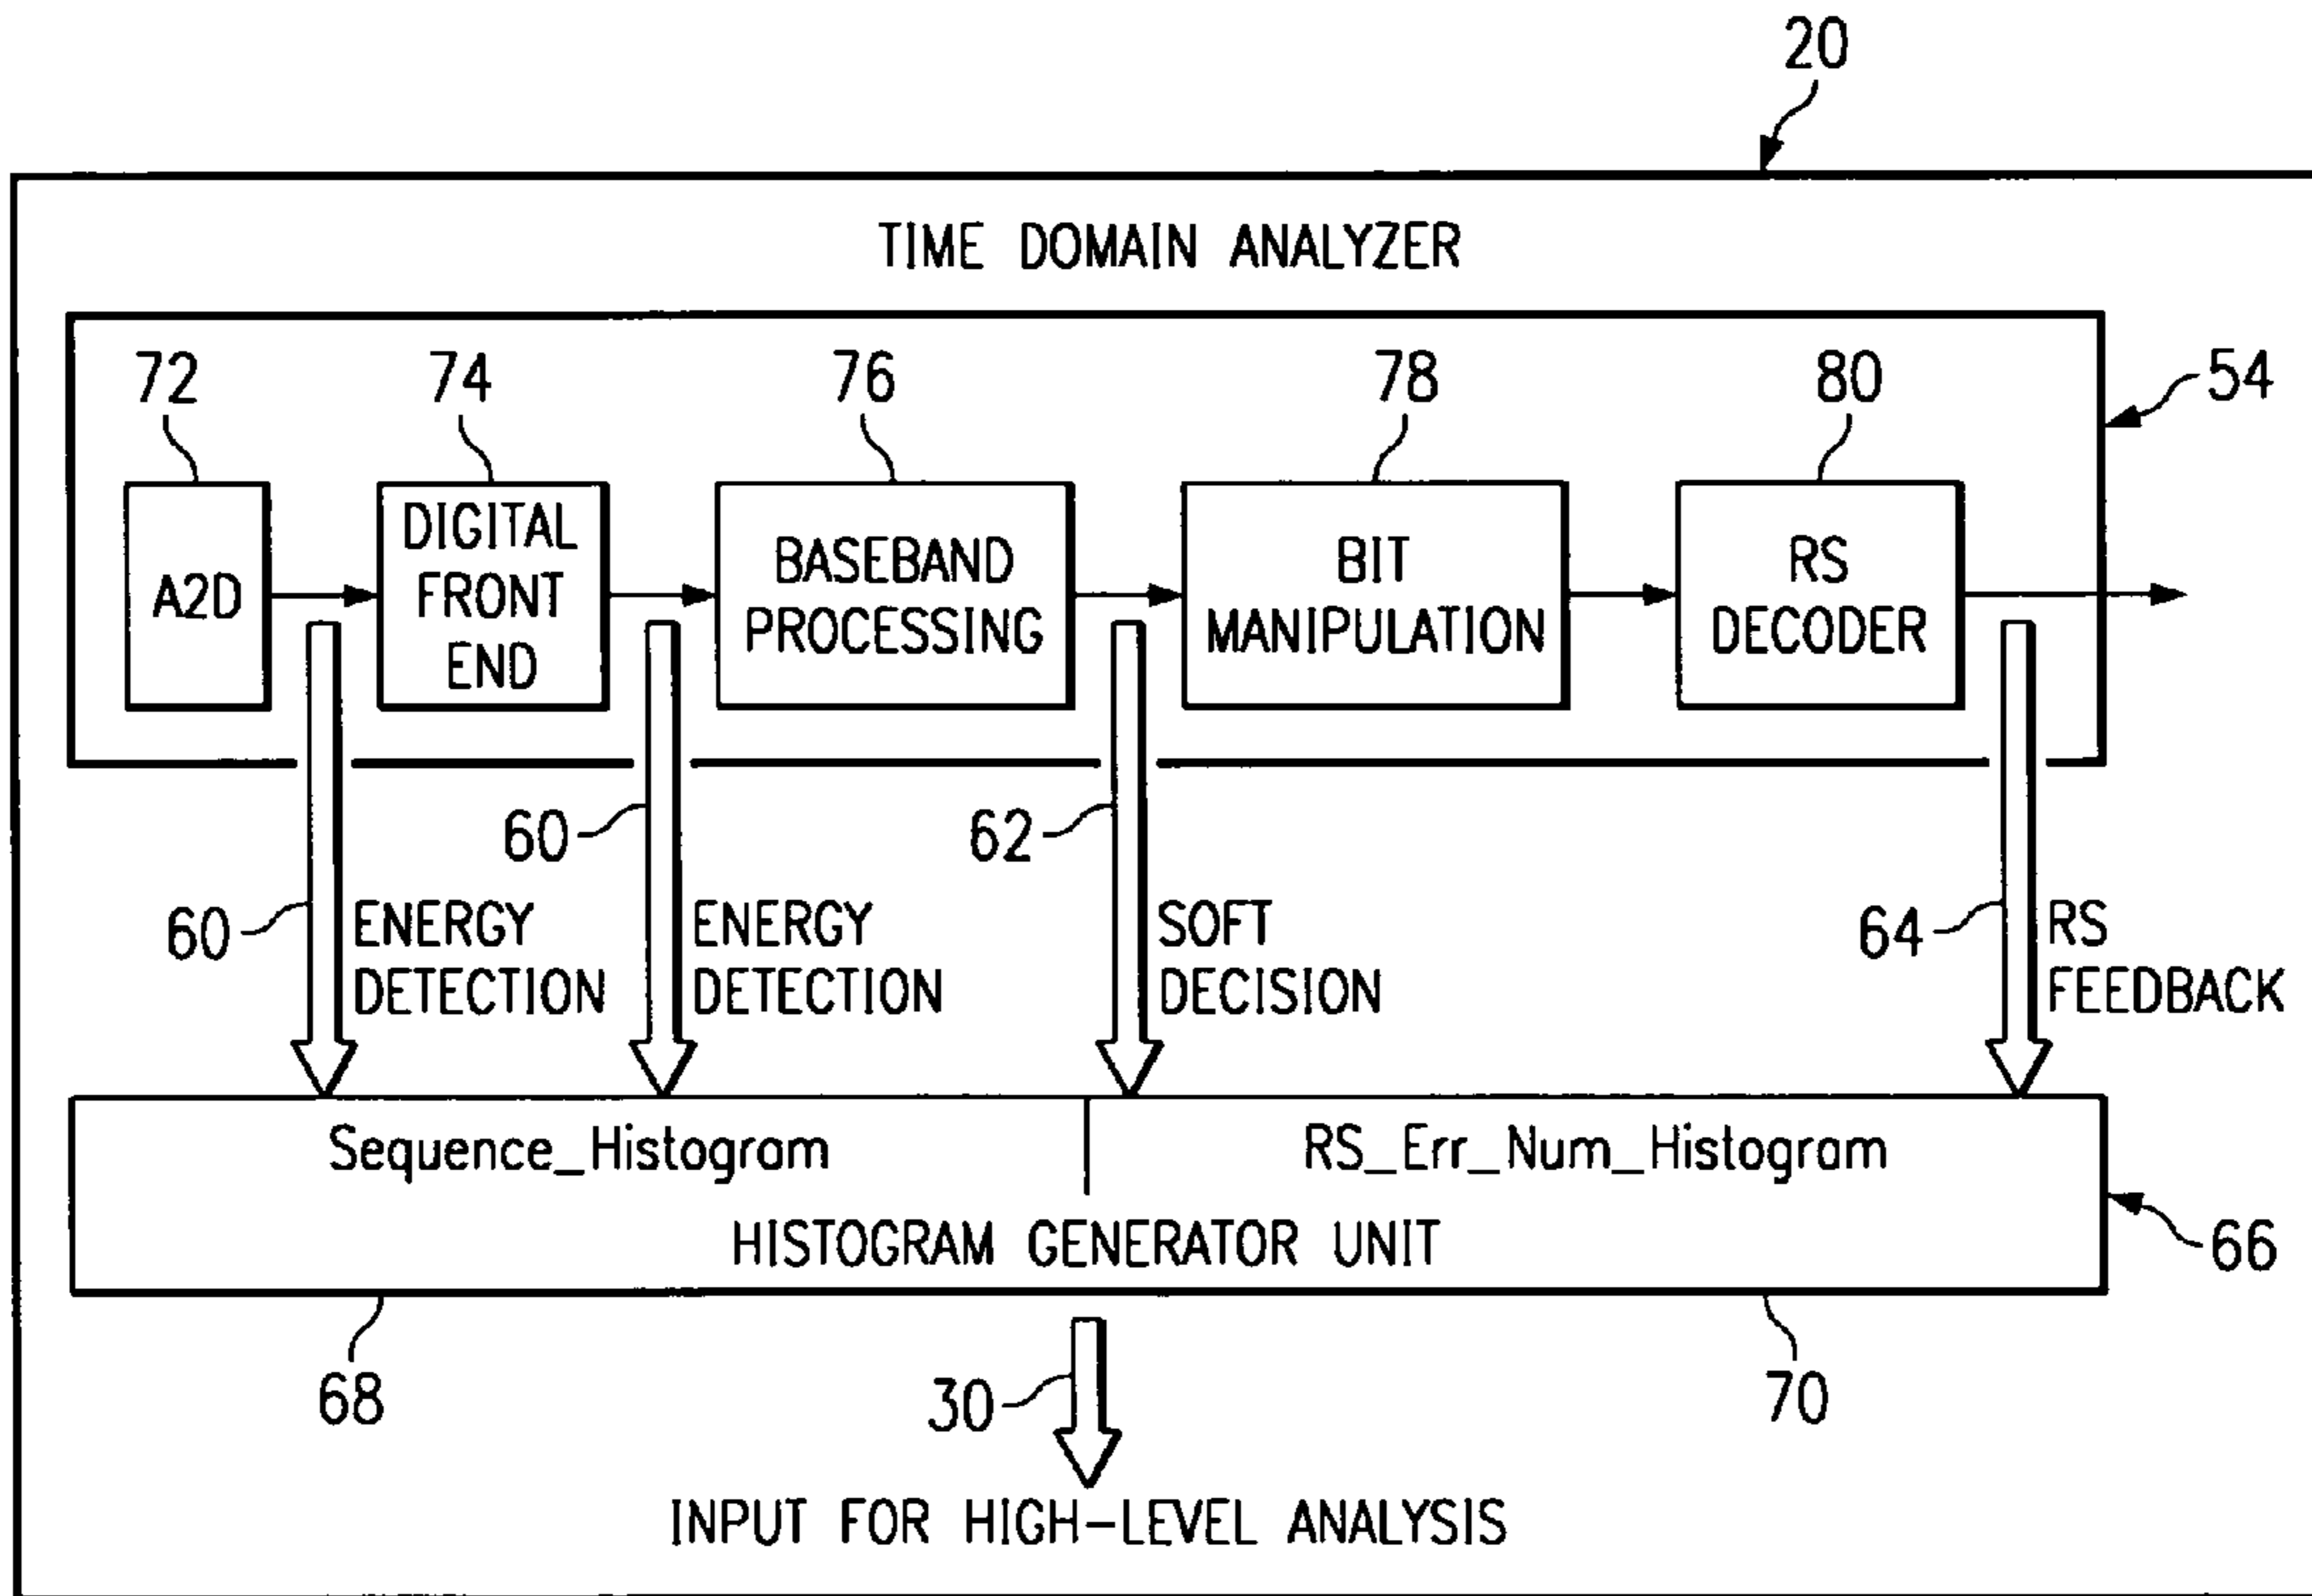 20
TIME DOMAIN ANALYZER
72
74
76
78
80
54
A2D
DIGITAL
FRONT
END
BASEBAND
PROCESSING
BIT
MANIPULATION
RS
DECODER
60
60
62
64
ENERGY
DETECTION
ENERGY
DETECTION
SOFT
DECISION
RS
FEEDBACK
Sequence_Histogram
RS_Err_Num_Histogram
HISTOGRAM GENERATOR UNIT
66
68
30
70
INPUT FOR HIGH-LEVEL ANALYSIS